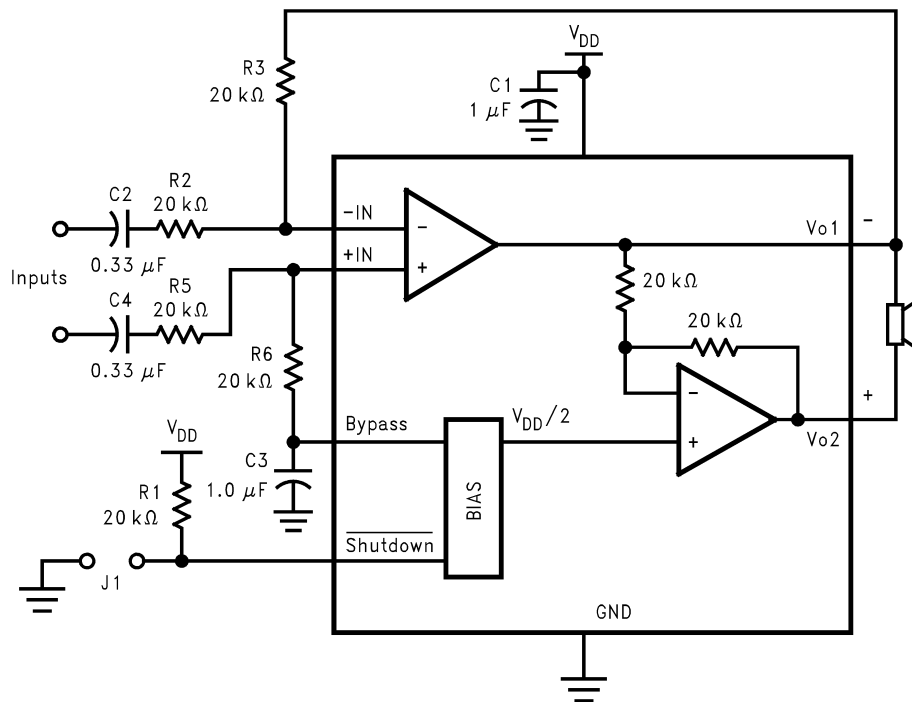 V_DD
R3
20 kΩ
C1
1 μF
C2
R2
20 kΩ
0.33 μF
-IN
-
+IN
+
Vo1
-
Inputs
C4
R5
20 kΩ
0.33 μF
20 kΩ
20 kΩ
R6
20 kΩ
-
+
+
Vo2
Bypass
V_DD/2
V_DD
C3
1.0 μF
R1
20 kΩ
BIAS
Shutdown
J1
GND